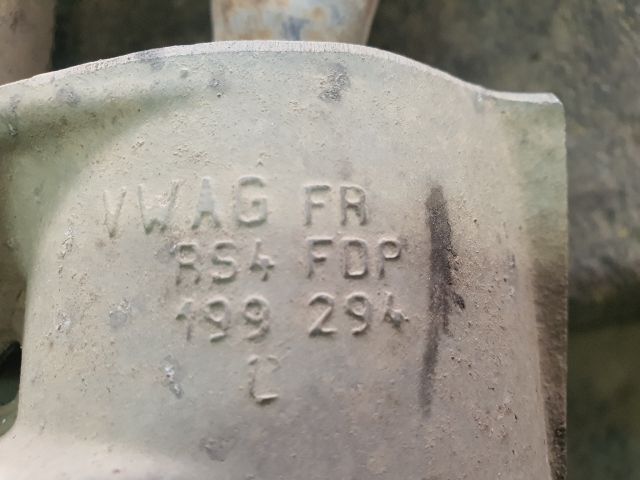 VWAG FR
RS4 FDP
199 294
C